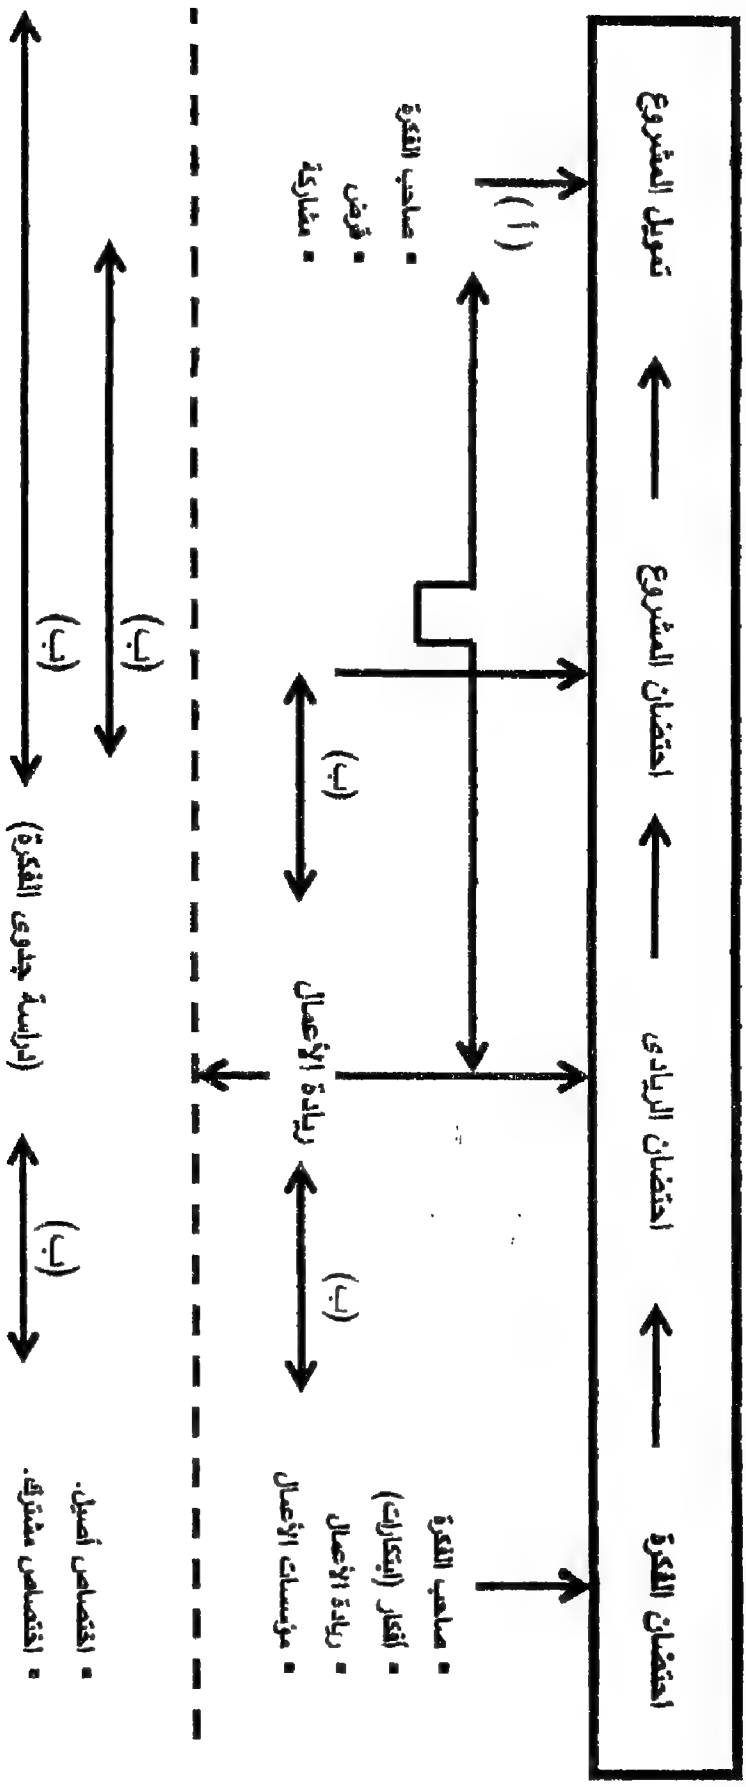 احتضان الفكرة
احتضان الريادى
احتضان المشروع
تمويل المشروع
(أ)
▪ صاحب الفكرة
▪ أفكار (ابتكارات)
▪ ريادة الأعمال
▪ مؤسسات الأعمال
(ب)
ريادة الأعمال
(ب)
▪ صاحب الفكرة
▪ قرض
▪ مشاركة
▪ اختصاص أصيل.
▪ اختصاص مشترك.
(ب)
(ب)
(دراسة جدوى الفكرة)
(ب)